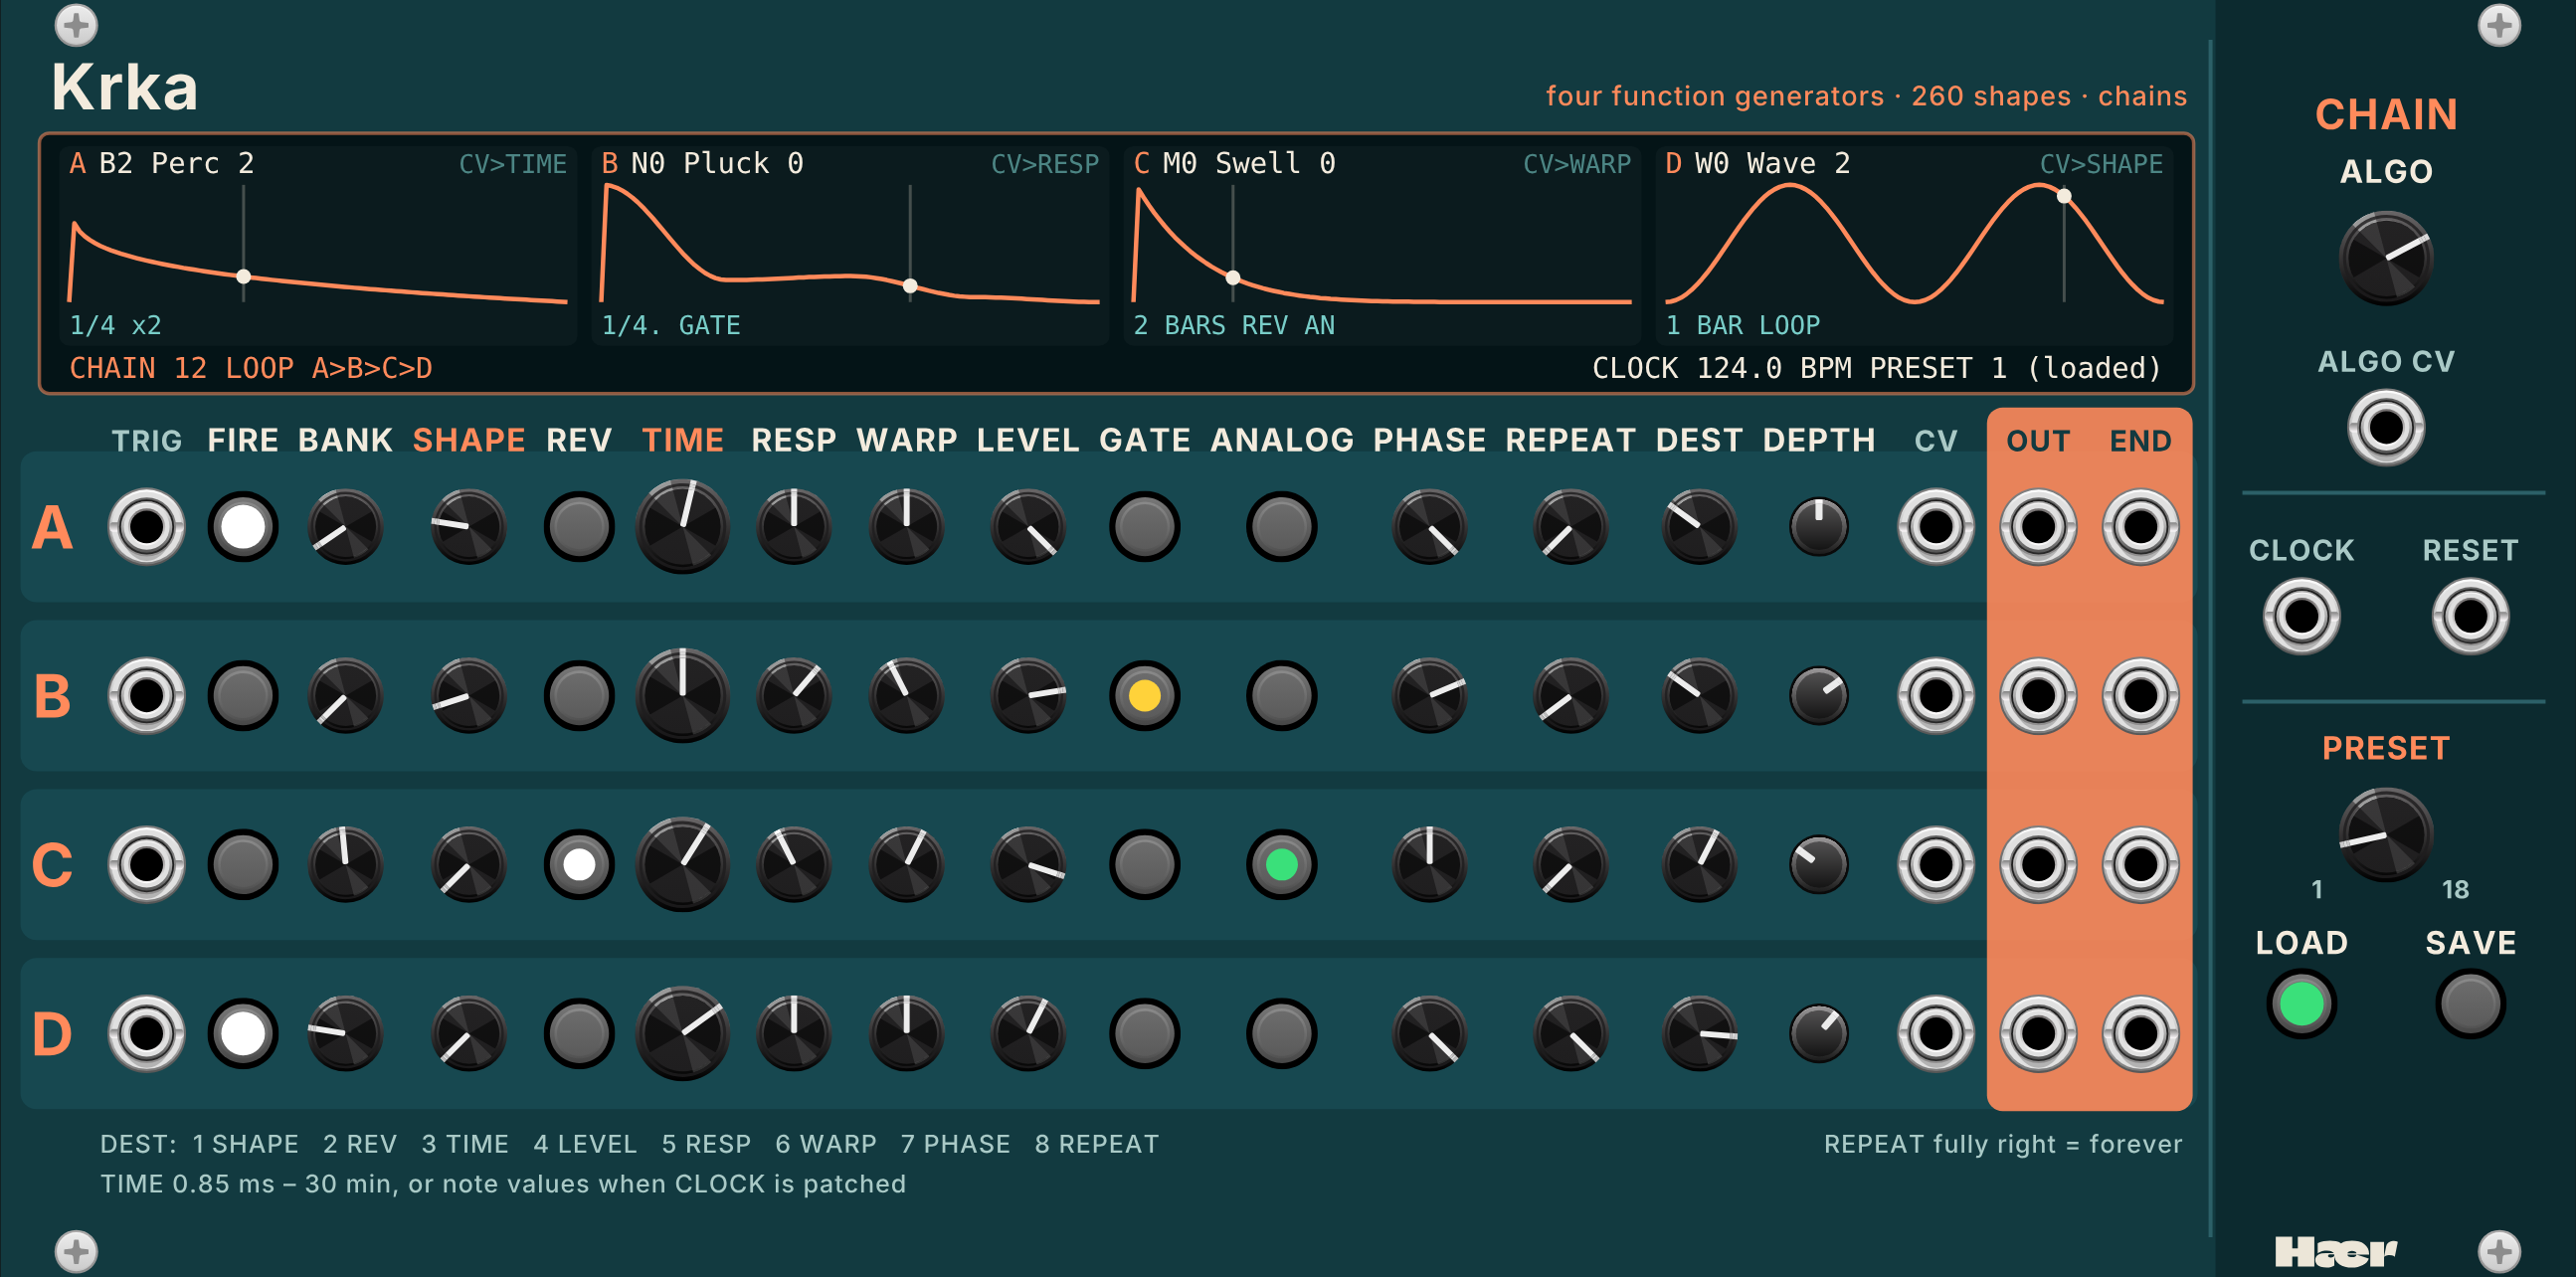 Krka
four function generators · 260 shapes · chains
A B2 Perc 2 CV>TIME
1/4 x2
B N0 Pluck 0 CV>RESP
1/4. GATE
C M0 Swell 0 CV>WARP
2 BARS REV AN
D W0 Wave 2 CV>SHAPE
1 BAR LOOP
CHAIN 12 LOOP A>B>C>D
CLOCK 124.0 BPM PRESET 1 (loaded)
TRIG FIRE BANK SHAPE REV TIME RESP WARP LEVEL GATE ANALOG PHASE REPEAT DEST DEPTH CV OUT END
A
B
C
D
DEST: 1 SHAPE 2 REV 3 TIME 4 LEVEL 5 RESP 6 WARP 7 PHASE 8 REPEAT
REPEAT fully right = forever
TIME 0.85 ms – 30 min, or note values when CLOCK is patched
CHAIN
ALGO
ALGO CV
CLOCK RESET
PRESET
1 18
LOAD SAVE
Hær